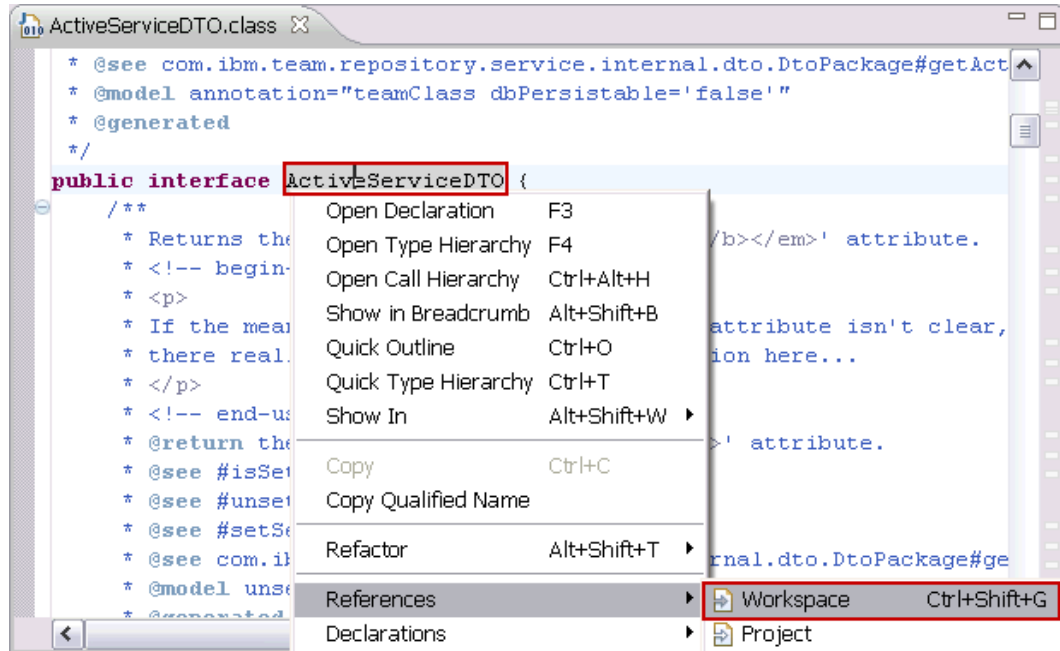 ActiveServiceDTO.class
* @see com.ibm.team.repository.service.internal.dto.DtoPackage#getAct
* @model annotation="teamClass dbPersistable='false'"
* @generated
*/
public interface ActiveServiceDTO {
/**
* Returns the /b></em>' attribute.
* <!-- begin-
* <p>
* If the mean attribute isn't clear,
* there real ion here...
* </p>
* <!-- end-us
* @return the >' attribute.
* @see #isSet
* @see #unset
* @see #setSe
* @see com.ib rnal.dto.DtoPackage#ge
* @model unse
* @generated
Open Declaration F3
Open Type Hierarchy F4
Open Call Hierarchy Ctrl+Alt+H
Show in Breadcrumb Alt+Shift+B
Quick Outline Ctrl+O
Quick Type Hierarchy Ctrl+T
Show In Alt+Shift+W
Copy Ctrl+C
Copy Qualified Name
Refactor Alt+Shift+T
References
Declarations
Workspace Ctrl+Shift+G
Project